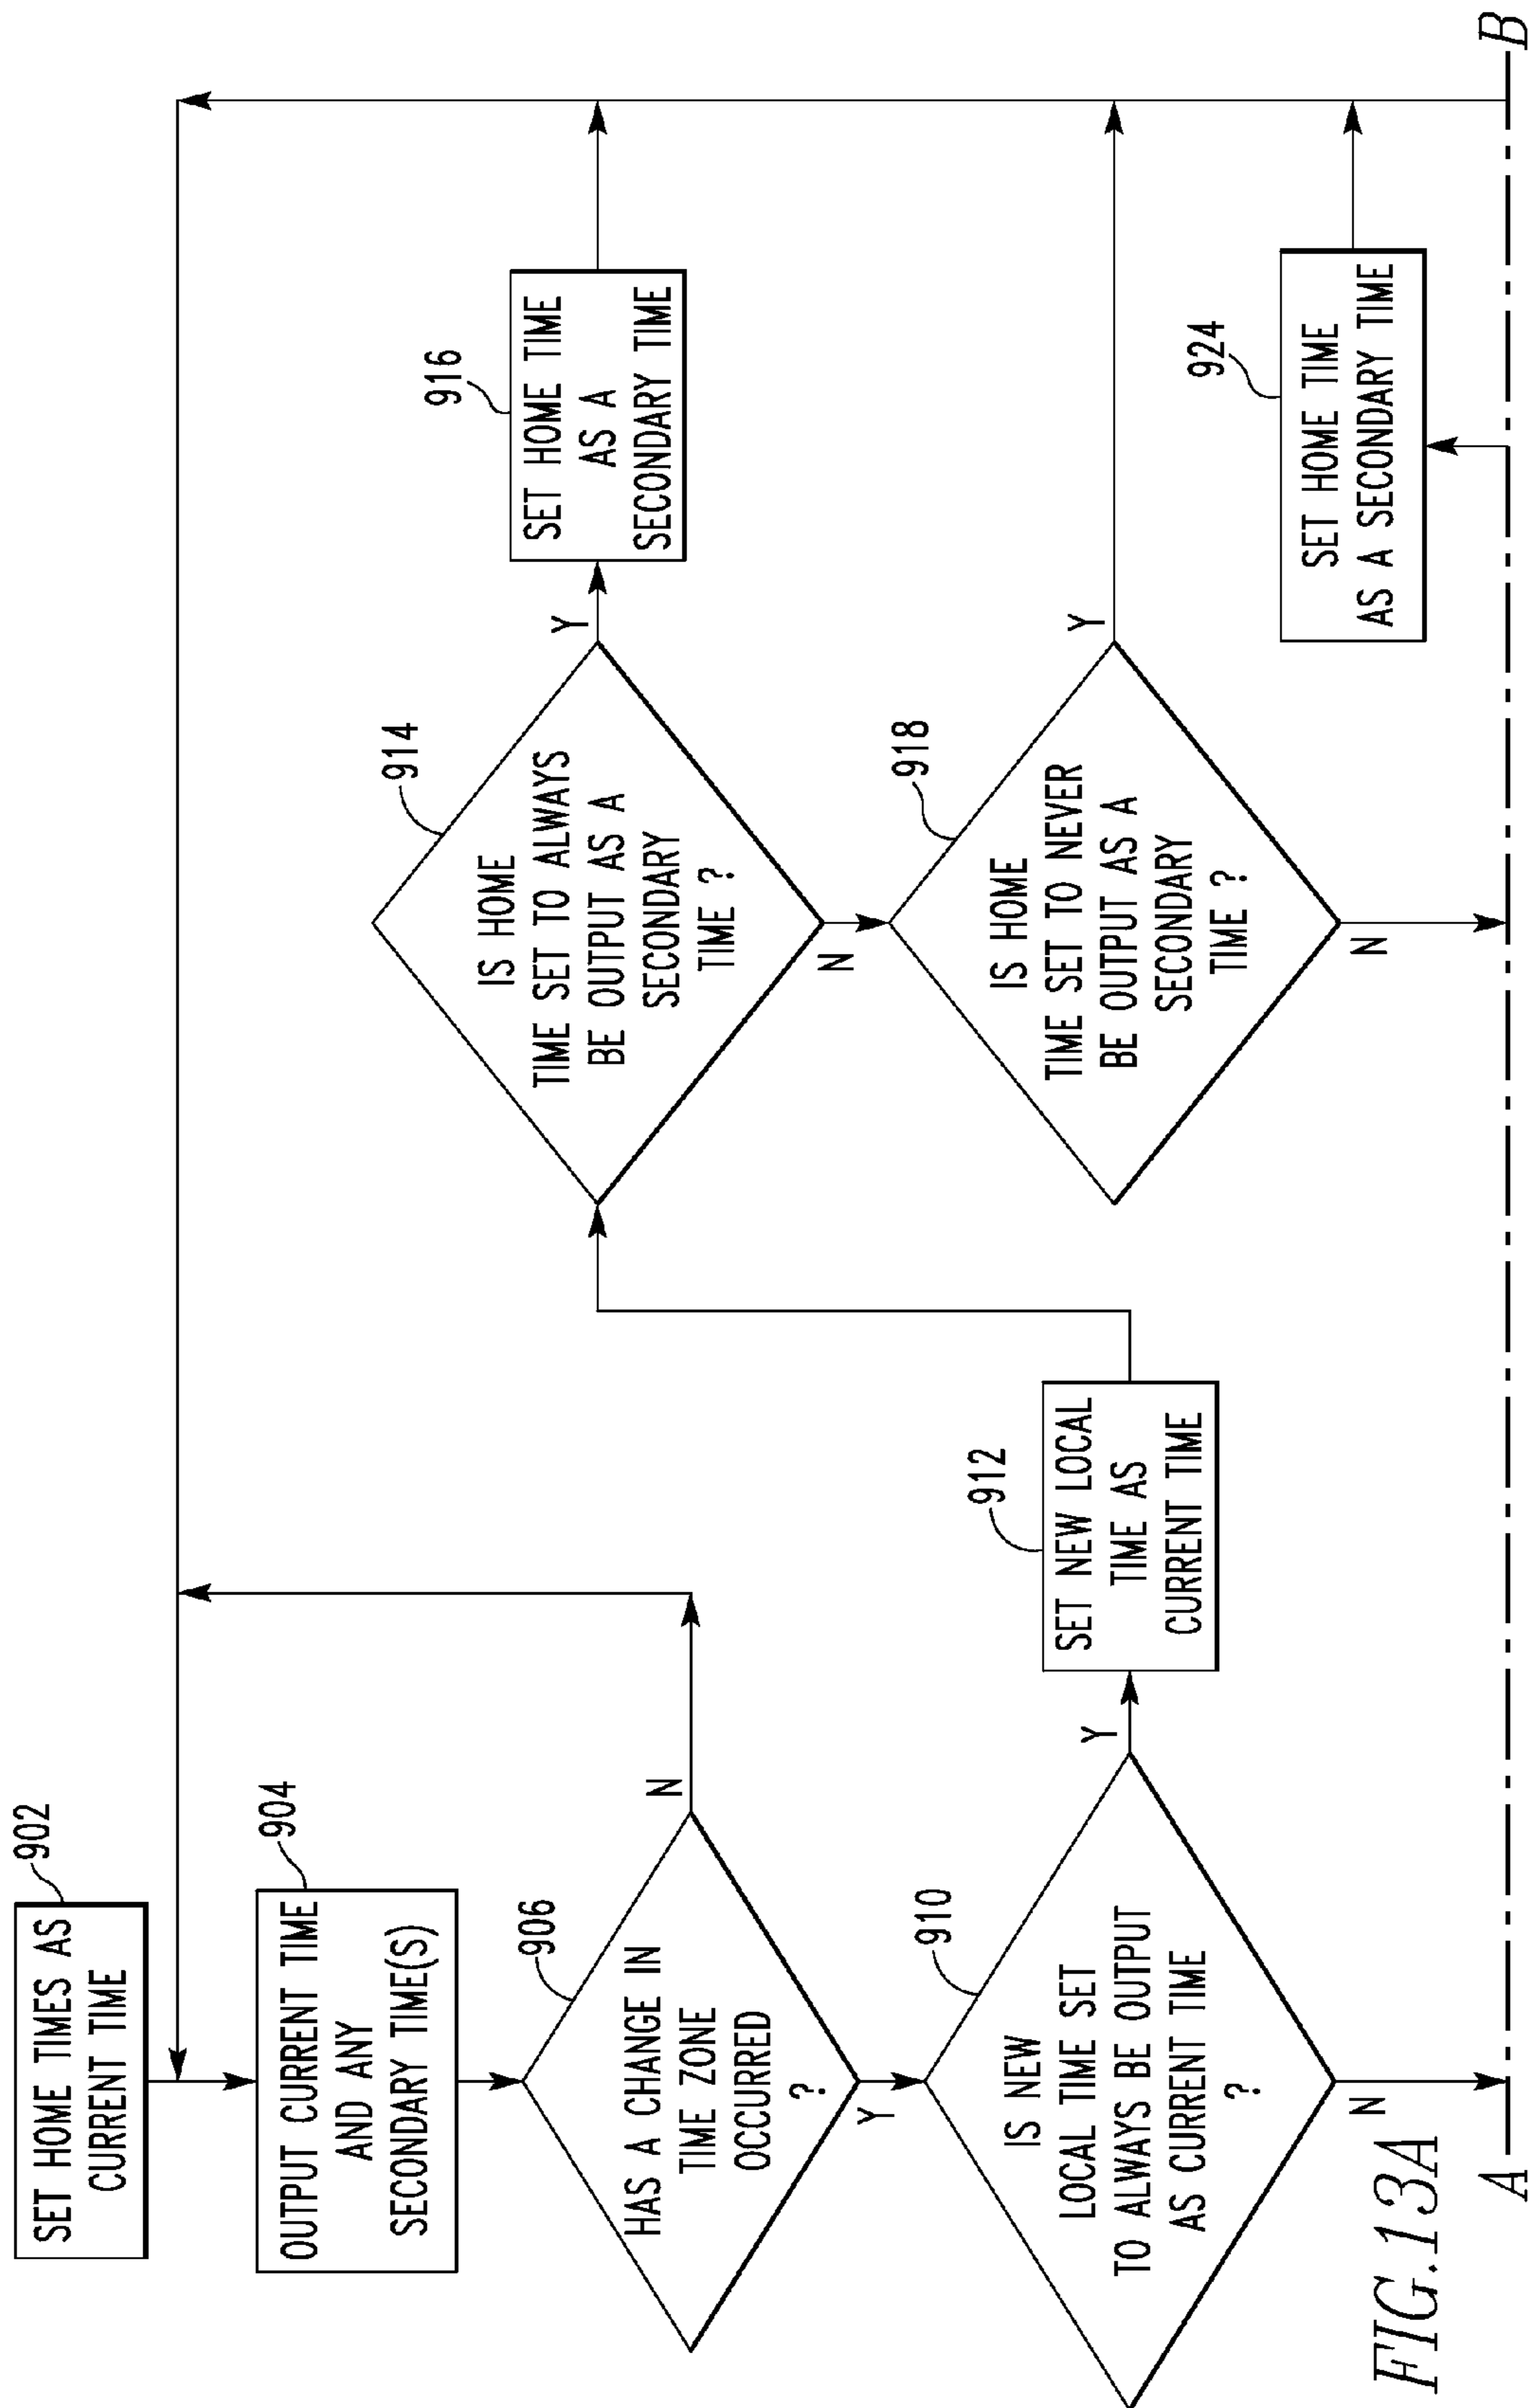 902
SET HOME TIMES AS
CURRENT TIME
904
OUTPUT CURRENT TIME
AND ANY
SECONDARY TIME(S)
906
HAS A CHANGE IN
TIME ZONE
OCCURRED
?
N
Y
910
IS NEW
LOCAL TIME SET
TO ALWAYS BE OUTPUT
AS CURRENT TIME
?
Y
N
912
SET NEW LOCAL
TIME AS
CURRENT TIME
914
IS HOME
TIME SET TO ALWAYS
BE OUTPUT AS A
SECONDARY
TIME ?
Y
N
916
SET HOME TIME
AS A
SECONDARY TIME
918
IS HOME
TIME SET TO NEVER
BE OUTPUT AS A
SECONDARY
TIME ?
Y
N
924
SET HOME TIME
AS A SECONDARY TIME
A
B
FIG.13A